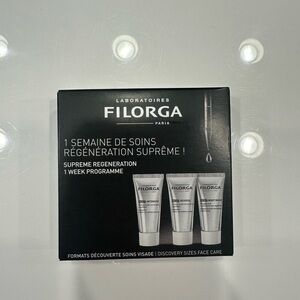 LABORATOIRES
FILORGA
PARIS
1 SEMAINE DE SOINS
RÉGÉNÉRATION SUPRÊME !
SUPREME REGENERATION
1 WEEK PROGRAMME
FILORGA FILORGA FILORGA
FORMATS DÉCOUVERTE SOINS VISAGE | DISCOVERY SIZES FACE CARE